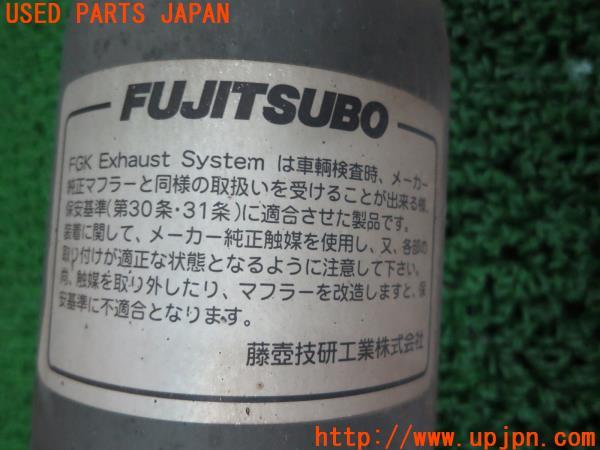 USED PARTS JAPAN
FUJITSUBO
FGK Exhaust System は車輌検査時、メーカー
純正マフラーと同様の取扱いを受けることが出来る様、
保安基準(第30条・31条)に適合させた製品です。
装着に関して、メーカー純正触媒を使用し、又、各部の
取り付けが適正な状態となるように注意して下さい。
尚、触媒を取り外したり、マフラーを改造しますと、保
安基準に不適合となります。
藤壺技研工業株式会社
http://www.upjpn.com